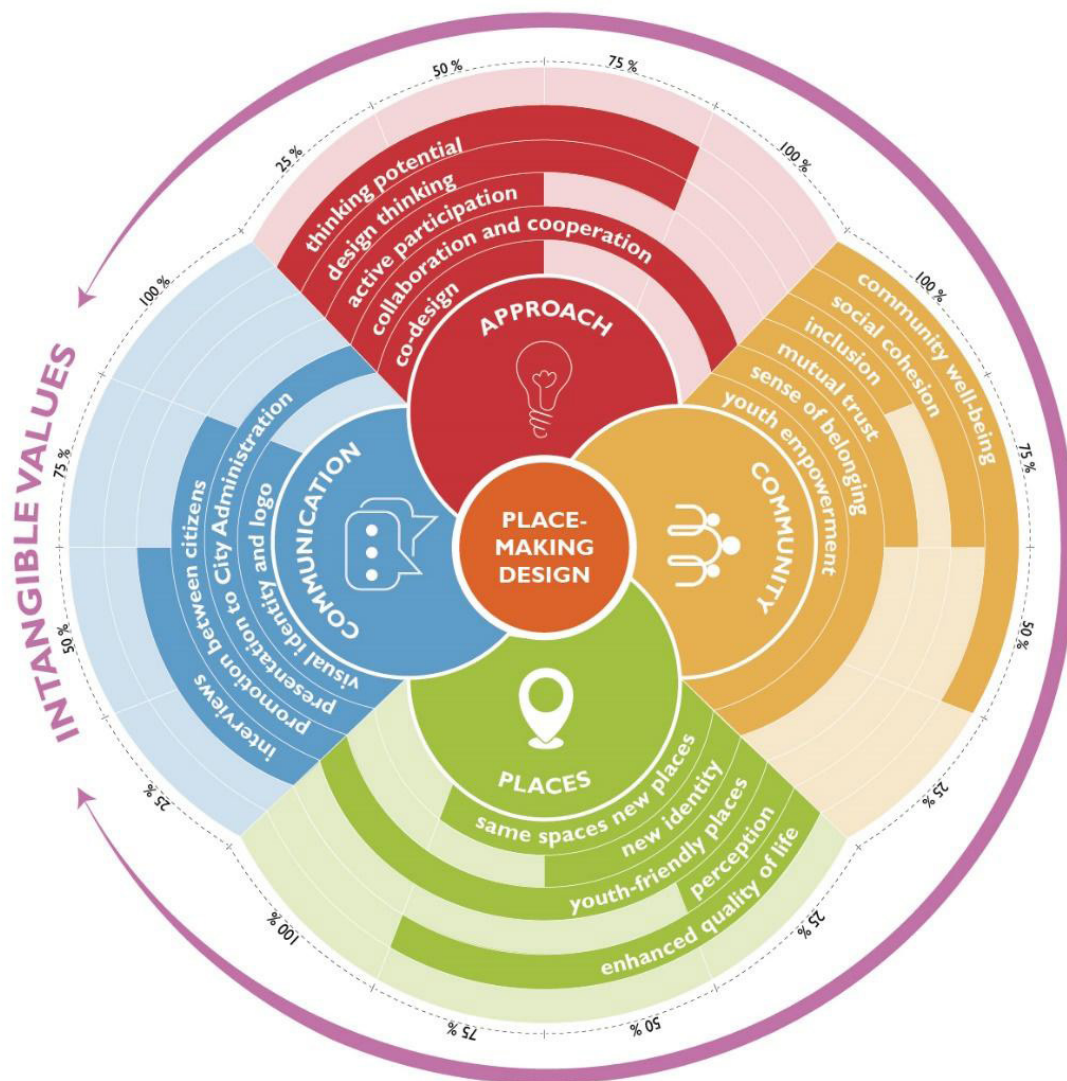 INTANGIBLE VALUES
25 %
50 %
75 %
100 %
thinking potential
design thinking
active participation
collaboration and cooperation
co-design
APPROACH
100 %
75 %
50 %
25 %
community well-being
social cohesion
inclusion
mutual trust
sense of belonging
youth empowerment
COMMUNITY
PLACE-
MAKING
DESIGN
100 %
75 %
50 %
25 %
COMMUNICATION
visual identity and logo
presentation to City Administration
promotion between citizens
interviews
PLACES
same spaces new places
new identity
youth-friendly places
perception
enhanced quality of life
100 %
75 %
50 %
25 %